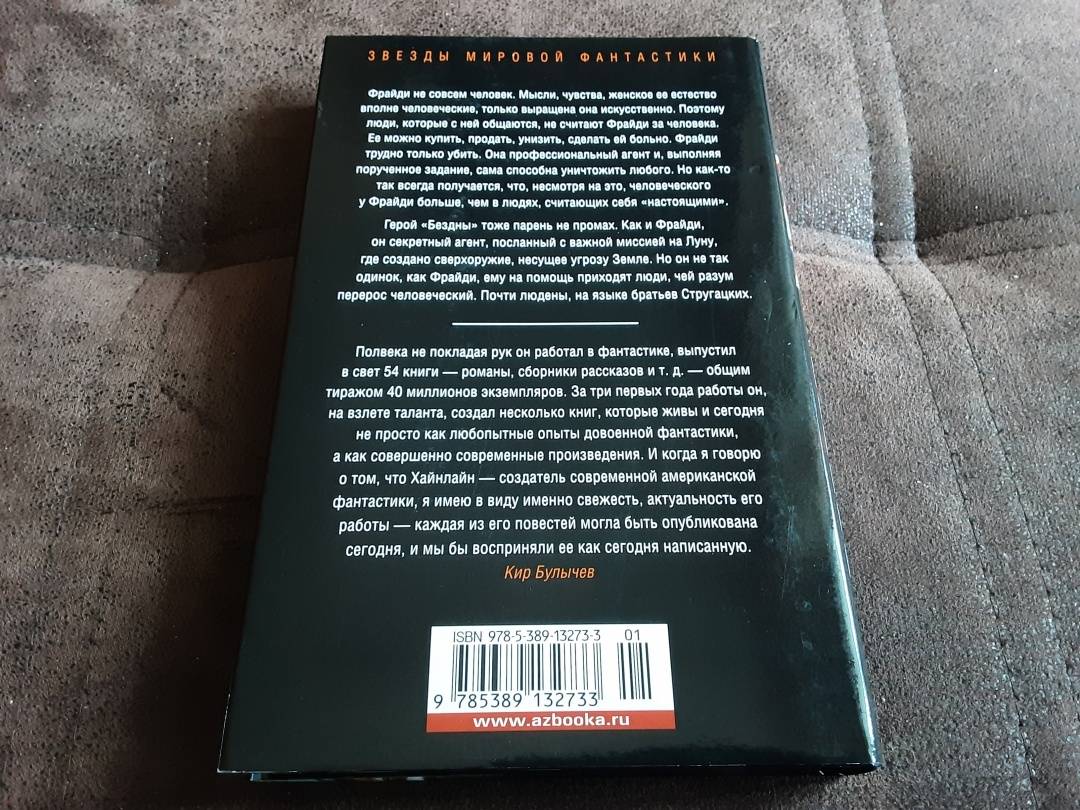 ЗВЕЗДЫ МИРОВОЙ ФАНТАСТИКИ
Фрайди не совсем человек. Мысли, чувства, женское ее естество
вполне человеческие, только выращена она искусственно. Поэтому
люди, которые с ней общаются, не считают Фрайди за человека.
Ее можно купить, продать, унизить, сделать ей больно. Фрайди
трудно только убить. Она профессиональный агент и, выполняя
порученное задание, сама способна уничтожить любого. Но как-то
так всегда получается, что, несмотря на это, человеческого
у Фрайди больше, чем в людях, считающих себя «настоящими».
Герой «Бездны» тоже парень не промах. Как и Фрайди,
он секретный агент, посланный с важной миссией на Луну,
где создано сверхоружие, несущее угрозу Земле. Но он не так
одинок, как Фрайди, ему на помощь приходят люди, чей разум
перерос человеческий. Почти людены, на языке братьев Стругацких.
Полвека не покладая рук он работал в фантастике, выпустил
в свет 54 книги — романы, сборники рассказов и т. д. — общим
тиражом 40 миллионов экземпляров. За три первых года работы он,
на взлете таланта, создал несколько книг, которые живы и сегодня
не просто как любопытные опыты довоенной фантастики,
а как совершенно современные произведения. И когда я говорю
о том, что Хайнлайн — создатель современной американской
фантастики, я имею в виду именно свежесть, актуальность его
работы — каждая из его повестей могла быть опубликована
сегодня, и мы бы восприняли ее как сегодня написанную.
Кир Булычев
ISBN 978-5-389-13273-3 01
9 785389 132733
www.azbooka.ru